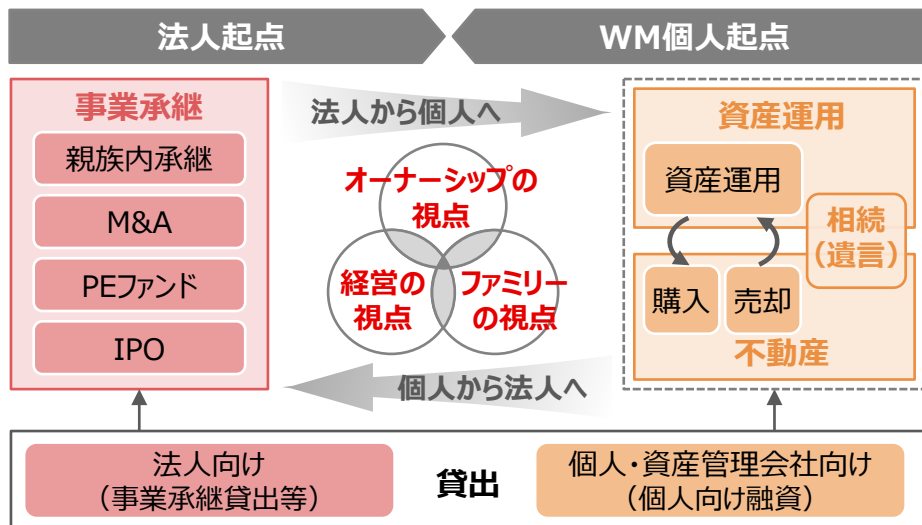 法人起点
WM個人起点
事業承継
親族内承継
M&A
PEファンド
IPO
法人から個人へ
オーナーシップの
視点
経営の
視点
ファミリー
の視点
個人から法人へ
資産運用
資産運用
相続
（遺言）
購入
売却
不動産
法人向け
（事業承継貸出等）
貸出
個人・資産管理会社向け
（個人向け融資）